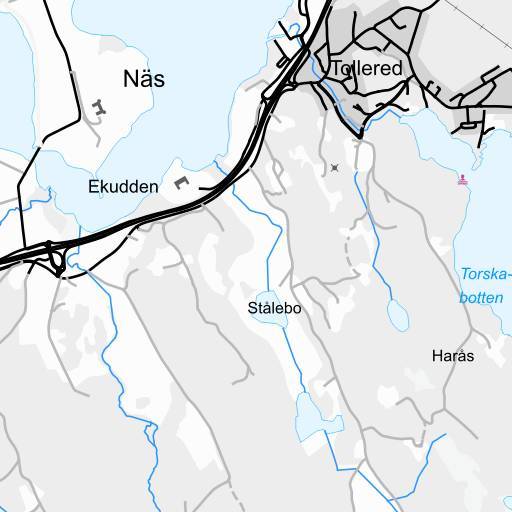 Tollered
Näs
Ekudden
Torska-
botten
Stålebo
Harås